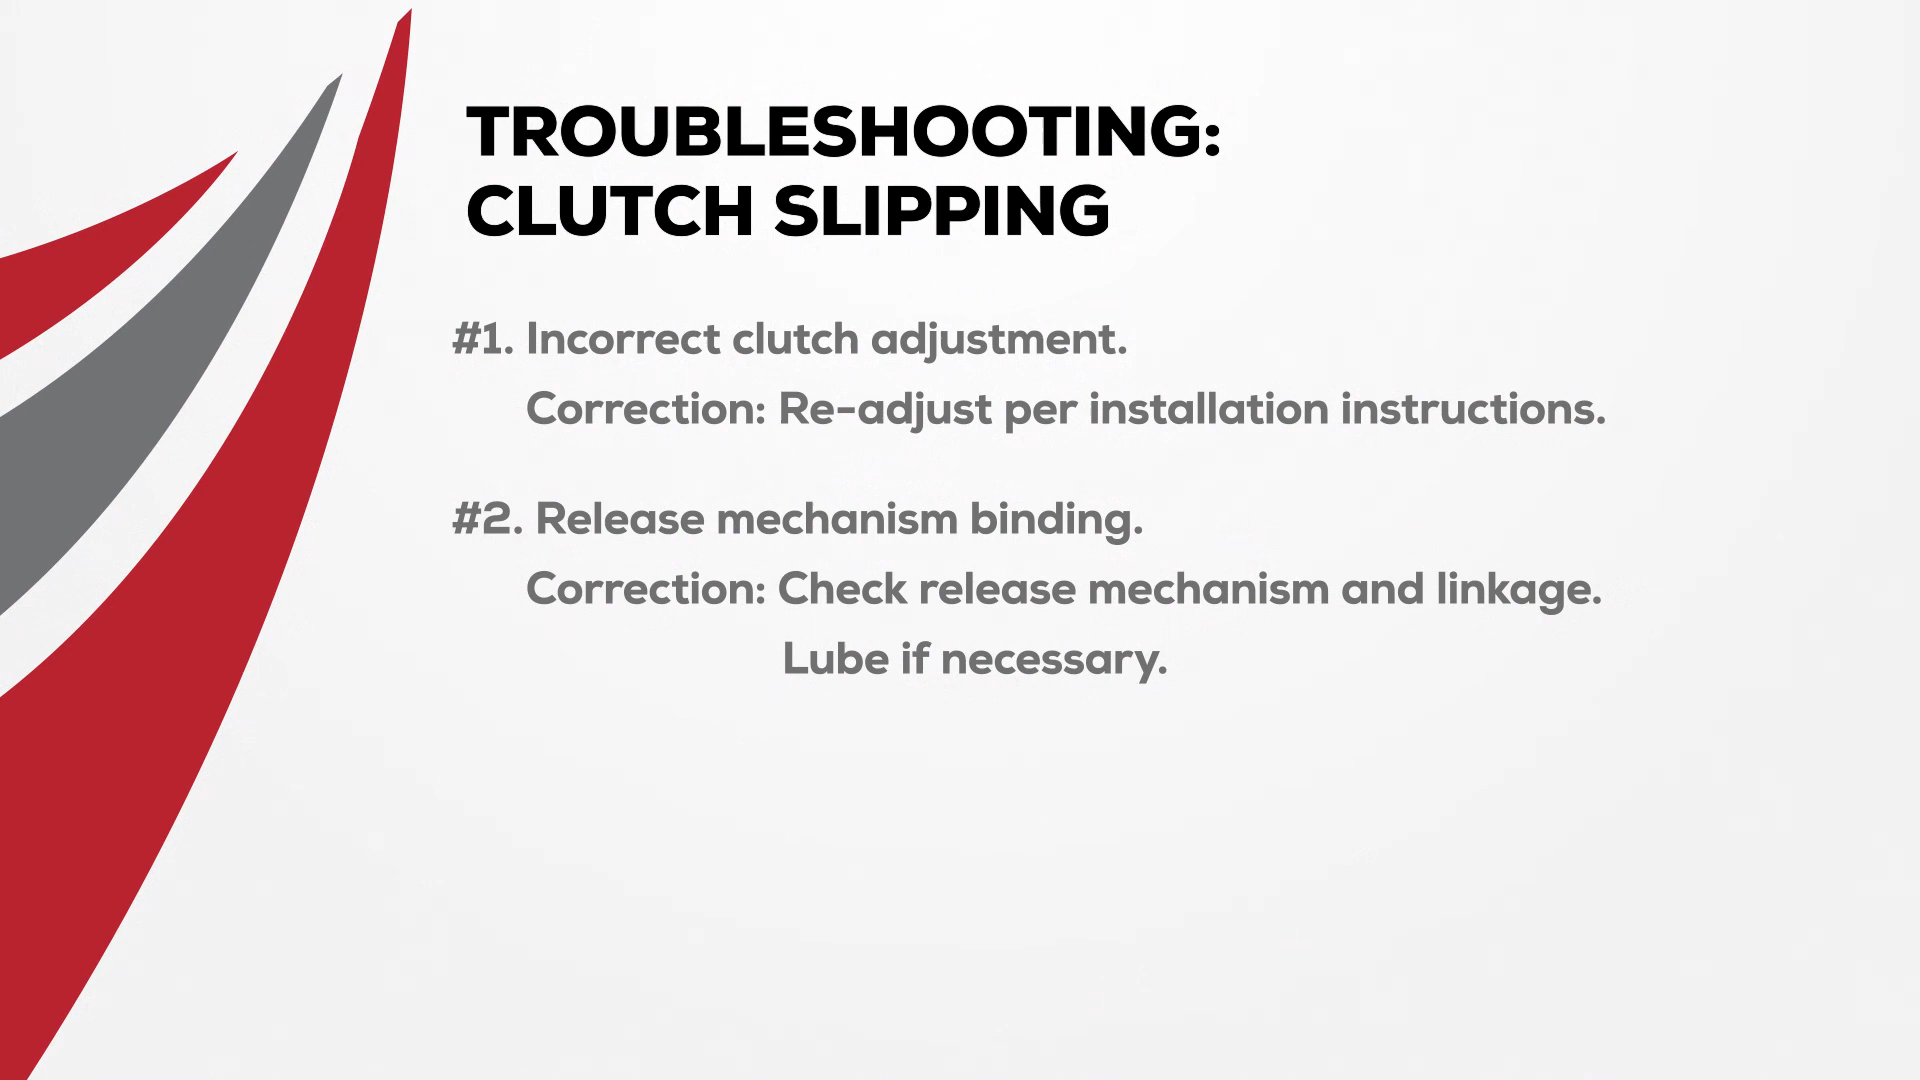 TROUBLESHOOTING:
CLUTCH SLIPPING
#1. Incorrect clutch adjustment.
Correction: Re-adjust per installation instructions.
#2. Release mechanism binding.
Correction: Check release mechanism and linkage.
Lube if necessary.